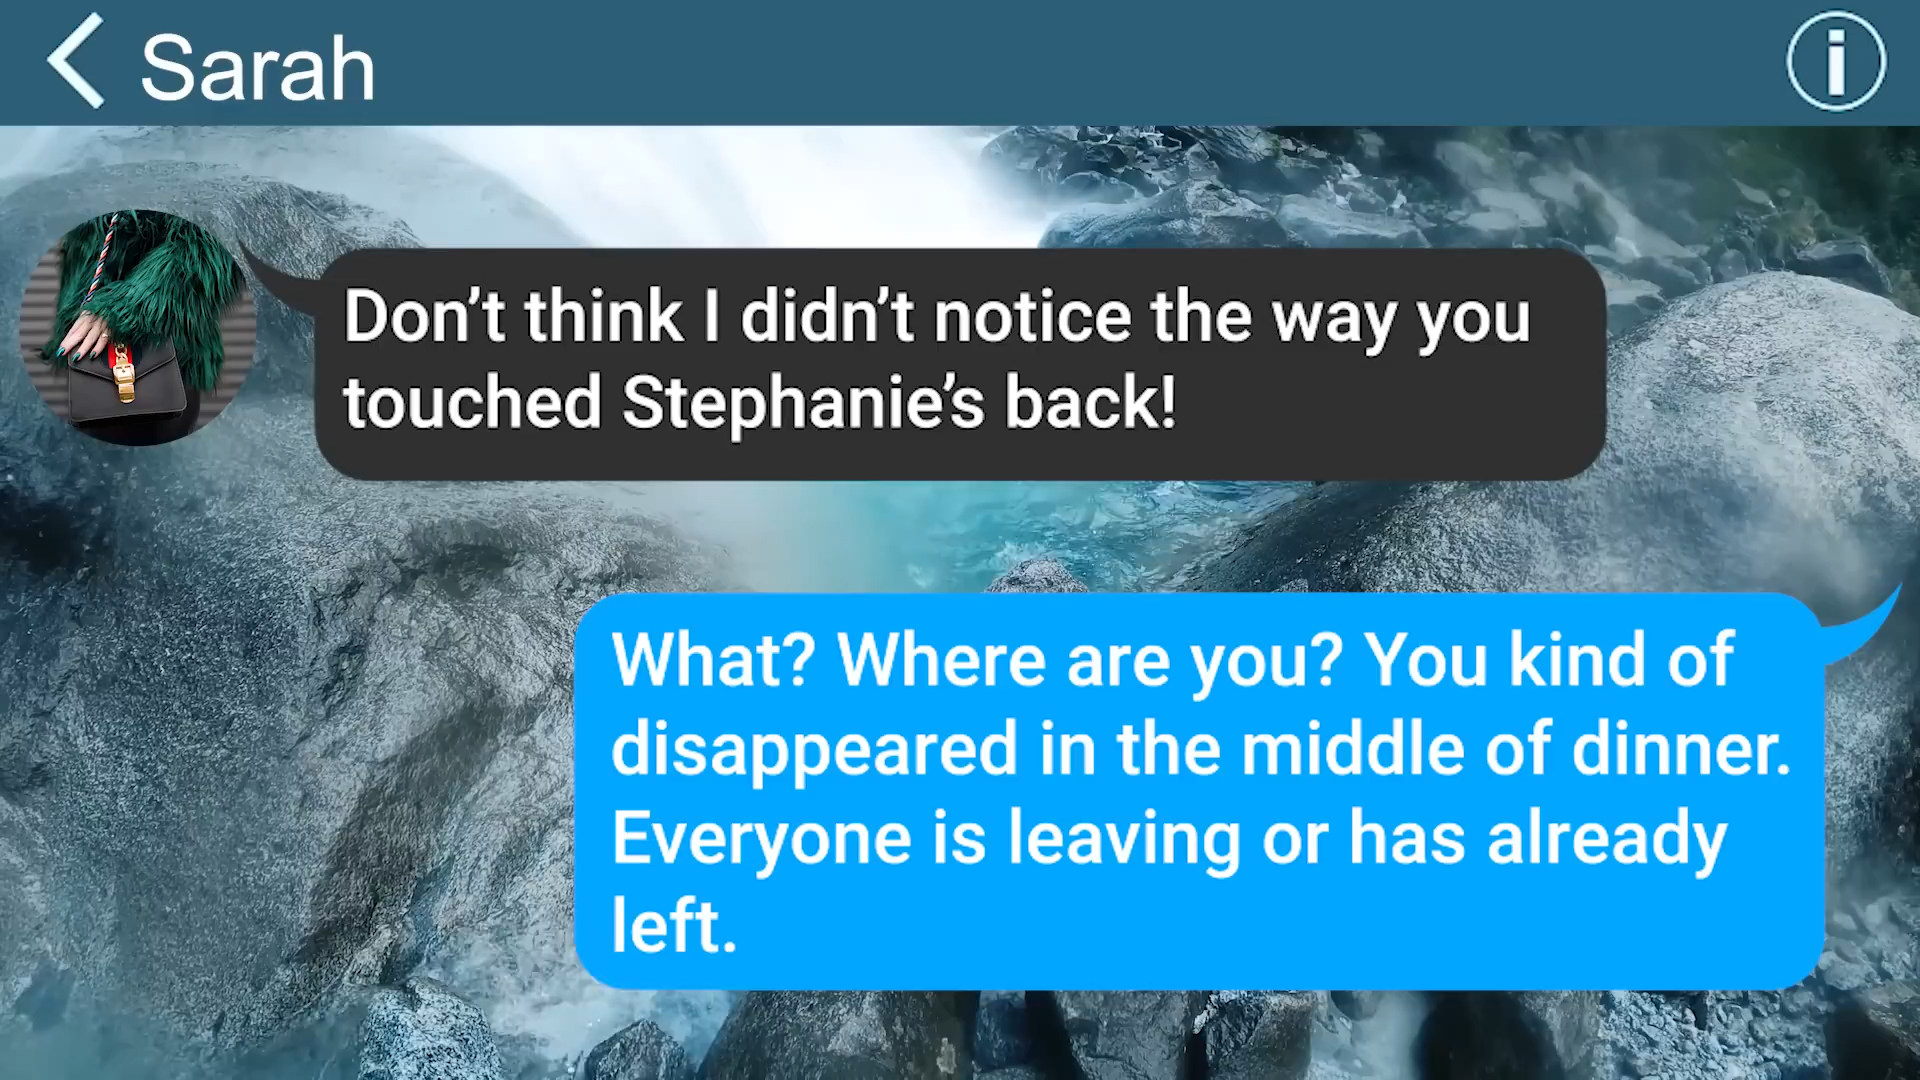 Sarah
Don’t think I didn’t notice the way you
touched Stephanie’s back!
What? Where are you? You kind of
disappeared in the middle of dinner.
Everyone is leaving or has already
left.